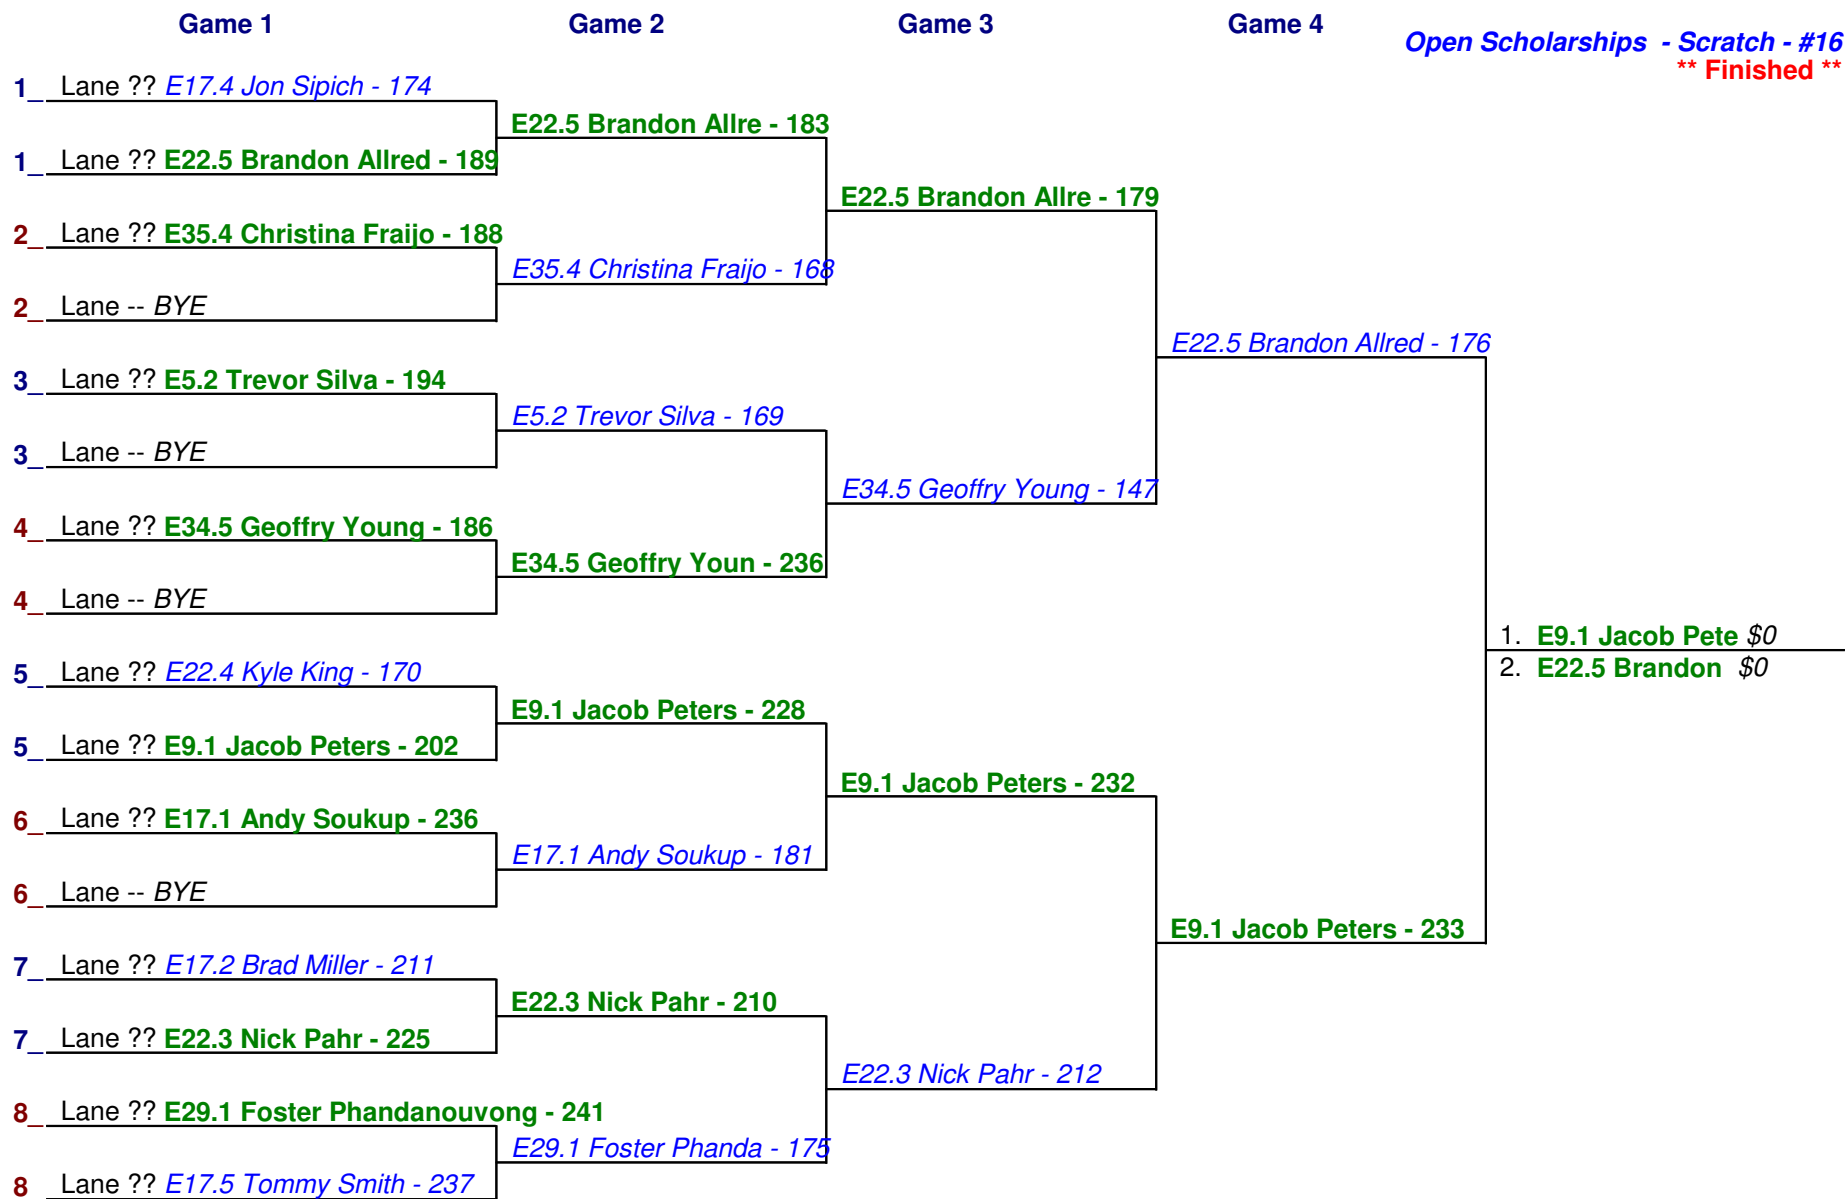 Game 1 Game 2 Game 3 Game 4
Open Scholarships - Scratch - #16
** Finished **
1_ Lane ?? E17.4 Jon Sipich - 174
E22.5 Brandon Allre - 183
1_ Lane ?? E22.5 Brandon Allred - 189
E22.5 Brandon Allre - 179
2_ Lane ?? E35.4 Christina Fraijo - 188
E35.4 Christina Fraijo - 168
2_ Lane -- BYE
E22.5 Brandon Allred - 176
3_ Lane ?? E5.2 Trevor Silva - 194
E5.2 Trevor Silva - 169
3_ Lane -- BYE
E34.5 Geoffry Young - 147
4_ Lane ?? E34.5 Geoffry Young - 186
E34.5 Geoffry Youn - 236
4_ Lane -- BYE
1. E9.1 Jacob Pete $0
2. E22.5 Brandon $0
5_ Lane ?? E22.4 Kyle King - 170
E9.1 Jacob Peters - 228
5_ Lane ?? E9.1 Jacob Peters - 202
E9.1 Jacob Peters - 232
6_ Lane ?? E17.1 Andy Soukup - 236
E17.1 Andy Soukup - 181
6_ Lane -- BYE
E9.1 Jacob Peters - 233
7_ Lane ?? E17.2 Brad Miller - 211
E22.3 Nick Pahr - 210
7_ Lane ?? E22.3 Nick Pahr - 225
E22.3 Nick Pahr - 212
8_ Lane ?? E29.1 Foster Phandanouvong - 241
E29.1 Foster Phanda - 175
8 Lane ?? E17.5 Tommy Smith - 237